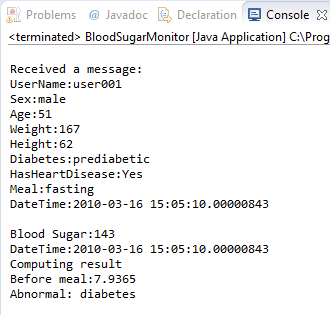 Problems @ Javadoc Declaration Console
<terminated> BloodSugarMonitor [Java Application] C:\Prog
Received a message:
UserName:user001
Sex:male
Age:51
Weight:167
Height:62
Diabetes:prediabetic
HasHeartDisease:Yes
Meal:fasting
DateTime:2010-03-16 15:05:10.00000843
Blood Sugar:143
DateTime:2010-03-16 15:05:10.00000843
Computing result
Before meal:7.9365
Abnormal: diabetes